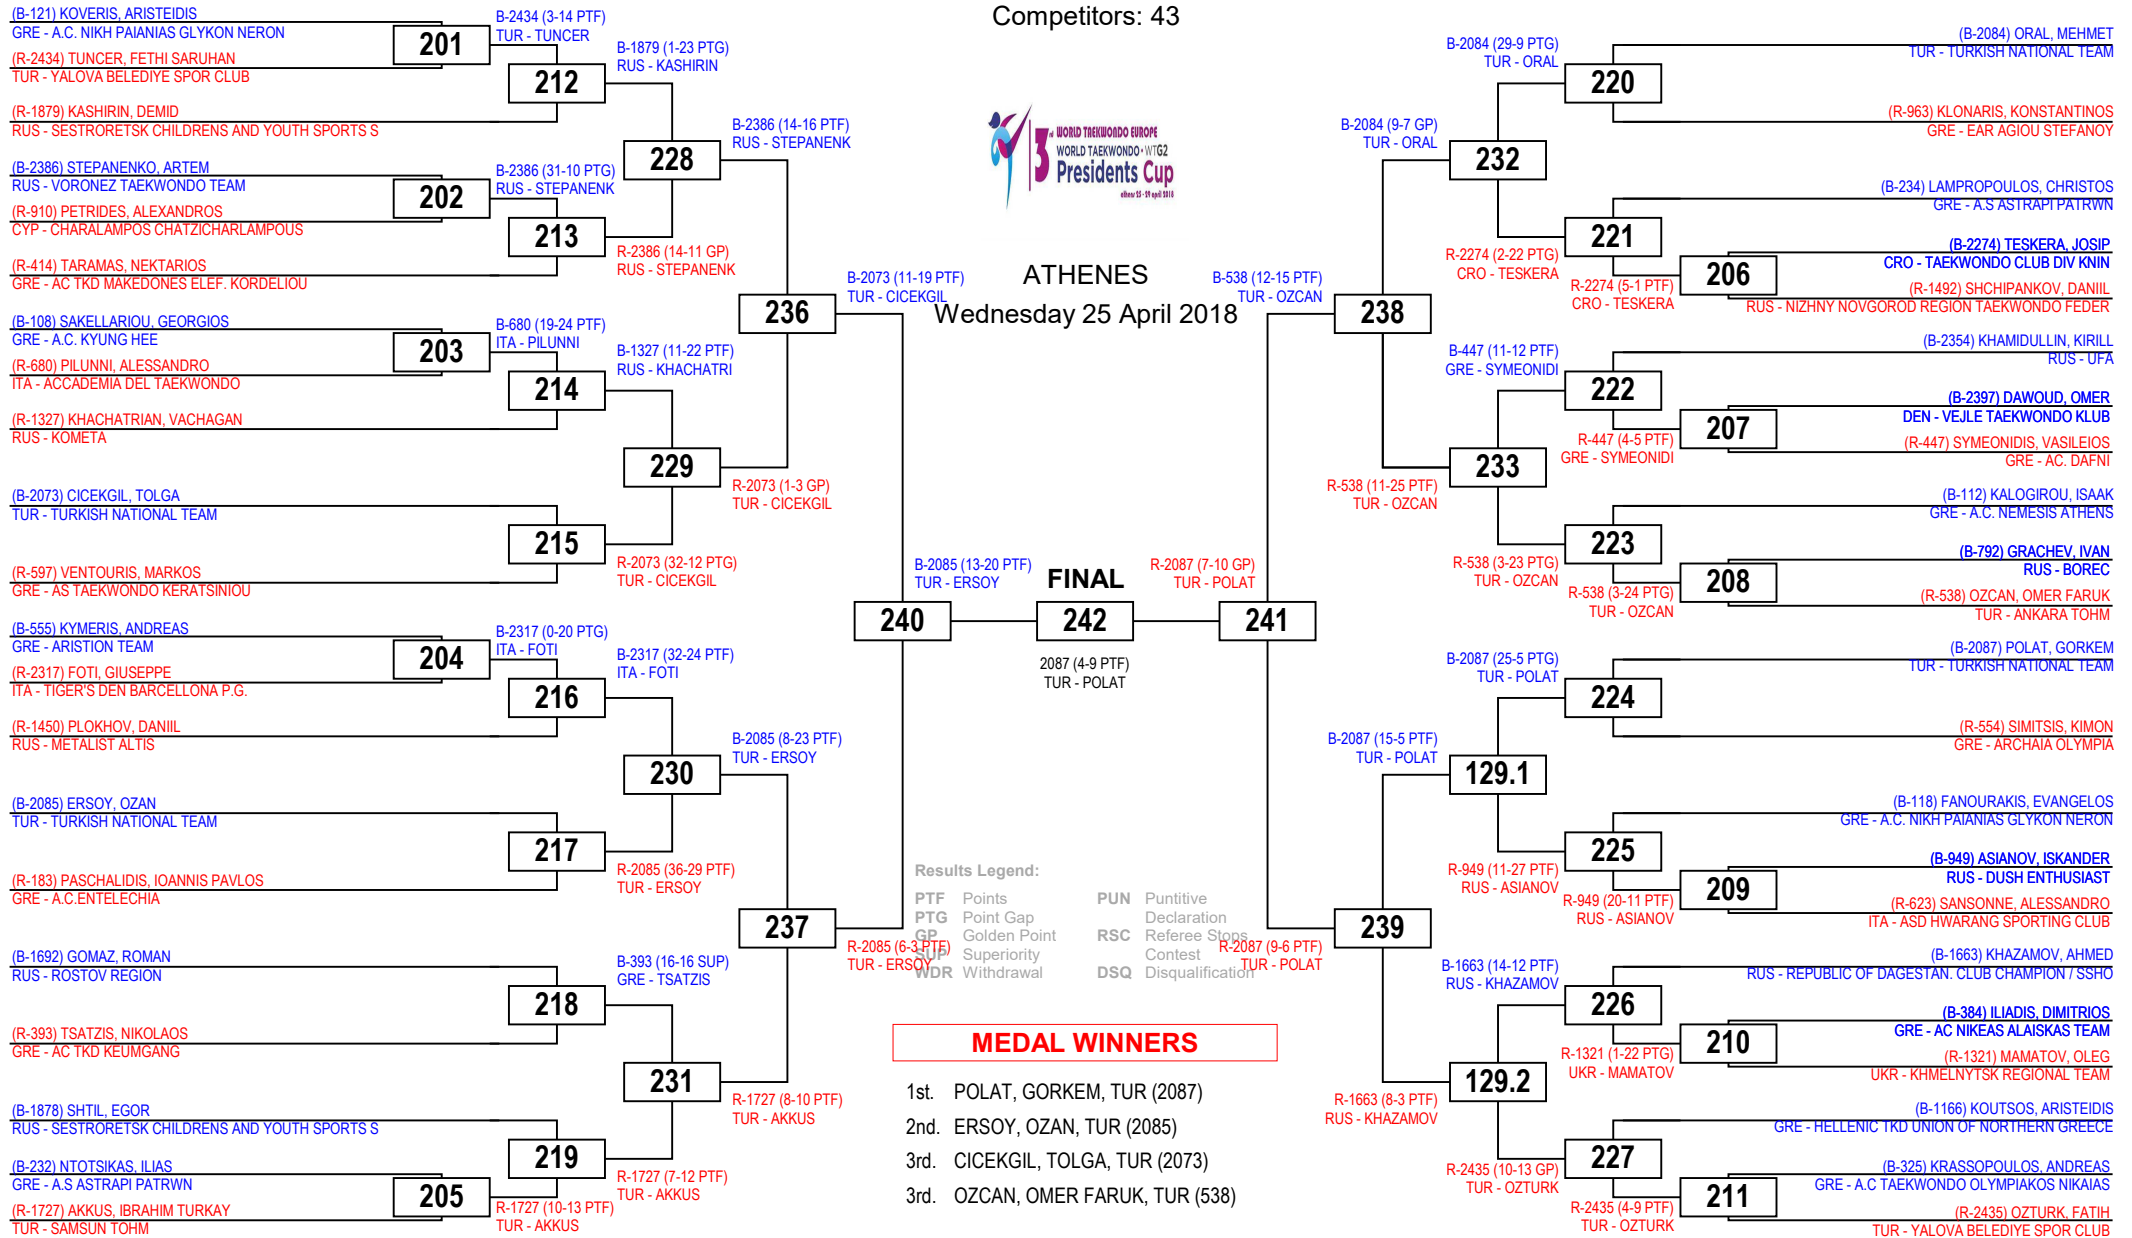 Competitors: 43
3rd WORLD TAEKWONDO EUROPE
WORLD TAEKWONDO • WTG2
Presidents Cup
athens 25 - 29 april 2018
ATHENES
Wednesday 25 April 2018
(B-121) KOVERIS, ARISTEIDIS
GRE - A.C. NIKH PAIANIAS GLYKON NERON
(R-2434) TUNCER, FETHI SARUHAN
TUR - YALOVA BELEDIYE SPOR CLUB
(R-1879) KASHIRIN, DEMID
RUS - SESTRORETSK CHILDRENS AND YOUTH SPORTS S
(B-2386) STEPANENKO, ARTEM
RUS - VORONEZ TAEKWONDO TEAM
(R-910) PETRIDES, ALEXANDROS
CYP - CHARALAMPOS CHATZICHARLAMPOUS
(R-414) TARAMAS, NEKTARIOS
GRE - AC TKD MAKEDONES ELEF. KORDELIOU
(B-108) SAKELLARIOU, GEORGIOS
GRE - A.C. KYUNG HEE
(R-680) PILUNNI, ALESSANDRO
ITA - ACCADEMIA DEL TAEKWONDO
(R-1327) KHACHATRIAN, VACHAGAN
RUS - KOMETA
(B-2073) CICEKGIL, TOLGA
TUR - TURKISH NATIONAL TEAM
(R-597) VENTOURIS, MARKOS
GRE - AS TAEKWONDO KERATSINIOU
(B-555) KYMERIS, ANDREAS
GRE - ARISTION TEAM
(R-2317) FOTI, GIUSEPPE
ITA - TIGER'S DEN BARCELLONA P.G.
(R-1450) PLOKHOV, DANIIL
RUS - METALIST ALTIS
(B-2085) ERSOY, OZAN
TUR - TURKISH NATIONAL TEAM
(R-183) PASCHALIDIS, IOANNIS PAVLOS
GRE - A.C.ENTELECHIA
(B-1692) GOMAZ, ROMAN
RUS - ROSTOV REGION
(R-393) TSATZIS, NIKOLAOS
GRE - AC TKD KEUMGANG
(B-1878) SHTIL, EGOR
RUS - SESTRORETSK CHILDRENS AND YOUTH SPORTS S
(B-232) NTOTSIKAS, ILIAS
GRE - A.S ASTRAPI PATRWN
(R-1727) AKKUS, IBRAHIM TURKAY
TUR - SAMSUN TOHM
201
202
203
204
205
B-2434 (3-14 PTF)
TUR - TUNCER
B-2386 (31-10 PTG)
RUS - STEPANENK
B-680 (19-24 PTF)
ITA - PILUNNI
B-2317 (0-20 PTG)
ITA - FOTI
R-1727 (10-13 PTF)
TUR - AKKUS
212
213
214
215
216
217
218
219
B-1879 (1-23 PTG)
RUS - KASHIRIN
R-2386 (14-11 GP)
RUS - STEPANENK
B-1327 (11-22 PTF)
RUS - KHACHATRI
R-2073 (32-12 PTG)
TUR - CICEKGIL
B-2317 (32-24 PTF)
ITA - FOTI
R-2085 (36-29 PTF)
TUR - ERSOY
B-393 (16-16 SUP)
GRE - TSATZIS
R-1727 (7-12 PTF)
TUR - AKKUS
228
229
230
231
B-2386 (14-16 PTF)
RUS - STEPANENK
R-2073 (1-3 GP)
TUR - CICEKGIL
B-2085 (8-23 PTF)
TUR - ERSOY
R-1727 (8-10 PTF)
TUR - AKKUS
236
237
B-2073 (11-19 PTF)
TUR - CICEKGIL
R-2085 (6-3 PTF)
TUR - ERSOY
240
B-2085 (13-20 PTF)
TUR - ERSOY
FINAL
242
2087 (4-9 PTF)
TUR - POLAT
R-2087 (7-10 GP)
TUR - POLAT
241
B-538 (12-15 PTF)
TUR - OZCAN
R-2087 (9-6 PTF)
TUR - POLAT
238
239
B-2084 (9-7 GP)
TUR - ORAL
R-538 (11-25 PTF)
TUR - OZCAN
B-2087 (15-5 PTF)
TUR - POLAT
R-1663 (8-3 PTF)
RUS - KHAZAMOV
232
233
129.1
129.2
B-2084 (29-9 PTG)
TUR - ORAL
R-2274 (2-22 PTG)
CRO - TESKERA
B-447 (11-12 PTF)
GRE - SYMEONIDI
R-538 (3-23 PTG)
TUR - OZCAN
B-2087 (25-5 PTG)
TUR - POLAT
R-949 (11-27 PTF)
RUS - ASIANOV
B-1663 (14-12 PTF)
RUS - KHAZAMOV
R-2435 (10-13 GP)
TUR - OZTURK
220
221
222
223
224
225
226
227
R-2274 (5-1 PTF)
CRO - TESKERA
R-447 (4-5 PTF)
GRE - SYMEONIDI
R-538 (3-24 PTG)
TUR - OZCAN
R-949 (20-11 PTF)
RUS - ASIANOV
R-1321 (1-22 PTG)
UKR - MAMATOV
R-2435 (4-9 PTF)
TUR - OZTURK
206
207
208
209
210
211
(B-2084) ORAL, MEHMET
TUR - TURKISH NATIONAL TEAM
(R-963) KLONARIS, KONSTANTINOS
GRE - EAR AGIOU STEFANOY
(B-234) LAMPROPOULOS, CHRISTOS
GRE - A.S ASTRAPI PATRWN
(B-2274) TESKERA, JOSIP
CRO - TAEKWONDO CLUB DIV KNIN
(R-1492) SHCHIPANKOV, DANIIL
RUS - NIZHNY NOVGOROD REGION TAEKWONDO FEDER
(B-2354) KHAMIDULLIN, KIRILL
RUS - UFA
(B-2397) DAWOUD, OMER
DEN - VEJLE TAEKWONDO KLUB
(R-447) SYMEONIDIS, VASILEIOS
GRE - AC. DAFNI
(B-112) KALOGIROU, ISAAK
GRE - A.C. NEMESIS ATHENS
(B-792) GRACHEV, IVAN
RUS - BOREC
(R-538) OZCAN, OMER FARUK
TUR - ANKARA TOHM
(B-2087) POLAT, GORKEM
TUR - TURKISH NATIONAL TEAM
(R-554) SIMITSIS, KIMON
GRE - ARCHAIA OLYMPIA
(B-118) FANOURAKIS, EVANGELOS
GRE - A.C. NIKH PAIANIAS GLYKON NERON
(B-949) ASIANOV, ISKANDER
RUS - DUSH ENTHUSIAST
(R-623) SANSONNE, ALESSANDRO
ITA - ASD HWARANG SPORTING CLUB
(B-1663) KHAZAMOV, AHMED
RUS - REPUBLIC OF DAGESTAN. CLUB CHAMPION / SSHO
(B-384) ILIADIS, DIMITRIOS
GRE - AC NIKEAS ALAISKAS TEAM
(R-1321) MAMATOV, OLEG
UKR - KHMELNYTSK REGIONAL TEAM
(B-1166) KOUTSOS, ARISTEIDIS
GRE - HELLENIC TKD UNION OF NORTHERN GREECE
(B-325) KRASSOPOULOS, ANDREAS
GRE - A.C TAEKWONDO OLYMPIAKOS NIKAIAS
(R-2435) OZTURK, FATIH
TUR - YALOVA BELEDIYE SPOR CLUB
Results Legend:
PTF Points
PTG Point Gap
GP Golden Point
SUP Superiority
WDR Withdrawal
PUN Puntitive
Declaration
RSC Referee Stops
Contest
DSQ Disqualification
MEDAL WINNERS
1st. POLAT, GORKEM, TUR (2087)
2nd. ERSOY, OZAN, TUR (2085)
3rd. CICEKGIL, TOLGA, TUR (2073)
3rd. OZCAN, OMER FARUK, TUR (538)